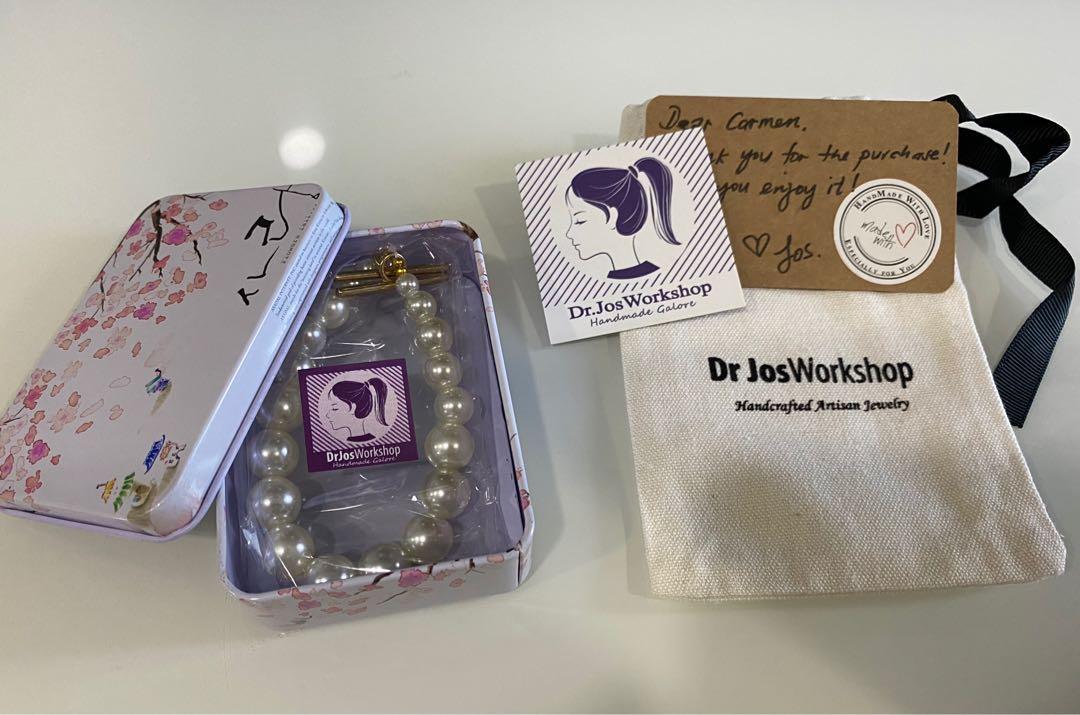 Dear Carmen,
k you for the purchase!
you enjoy it!
♡ Jos.
HANDMADE WITH LOVE
made with
ESPECIALLY FOR YOU
Dr.JosWorkshop
Handmade Galore
Dr JosWorkshop
Handcrafted Artisan Jewelry
DrJosWorkshop
Handmade Galore